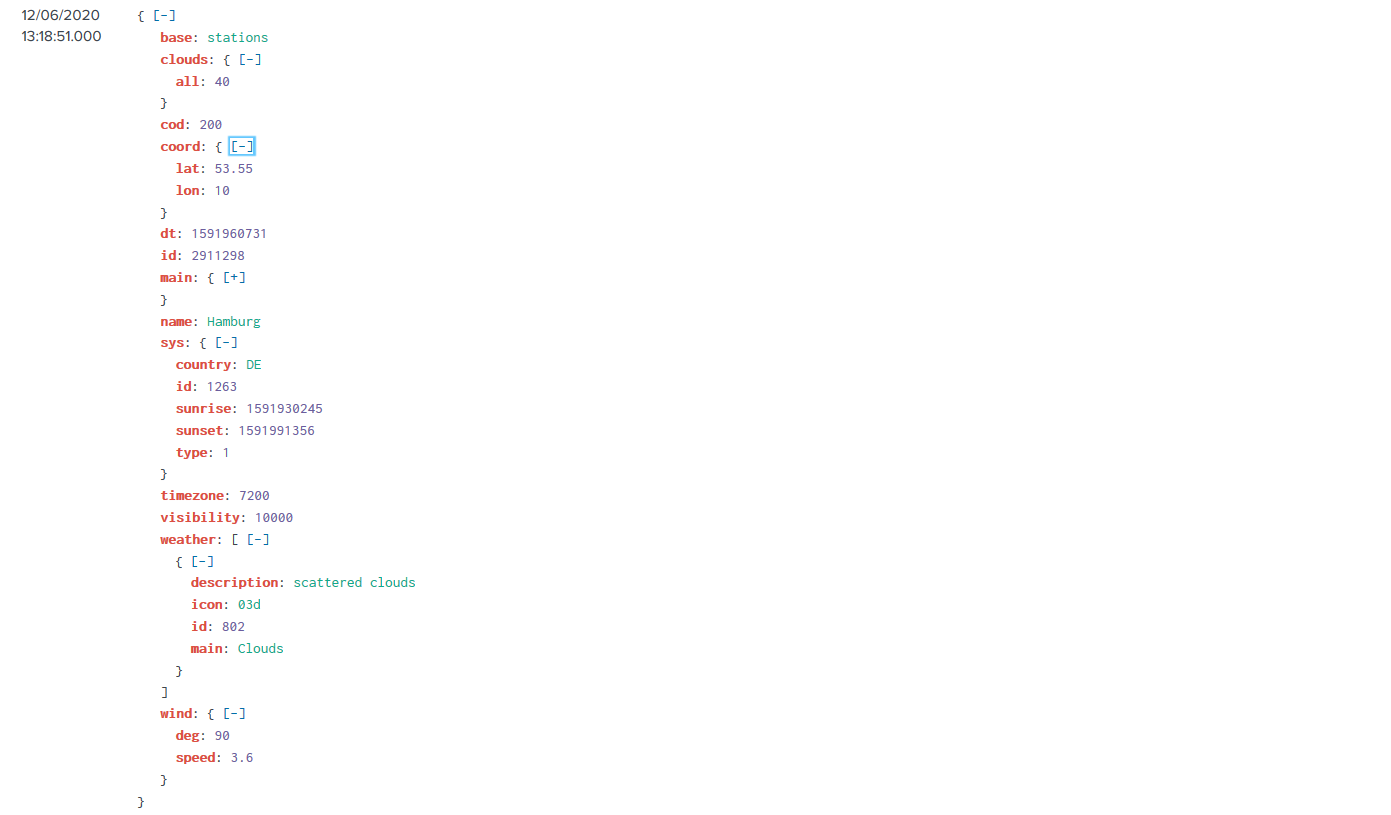 12/06/2020 { [-]
13:18:51.000
base: stations
clouds: { [-]
all: 40
}
cod: 200
coord: { [-]
lat: 53.55
lon: 10
}
dt: 1591960731
id: 2911298
main: { [+]
}
name: Hamburg
sys: { [-]
country: DE
id: 1263
sunrise: 1591930245
sunset: 1591991356
type: 1
}
timezone: 7200
visibility: 10000
weather: [ [-]
{ [-]
description: scattered clouds
icon: 03d
id: 802
main: Clouds
}
]
wind: { [-]
deg: 90
speed: 3.6
}
}